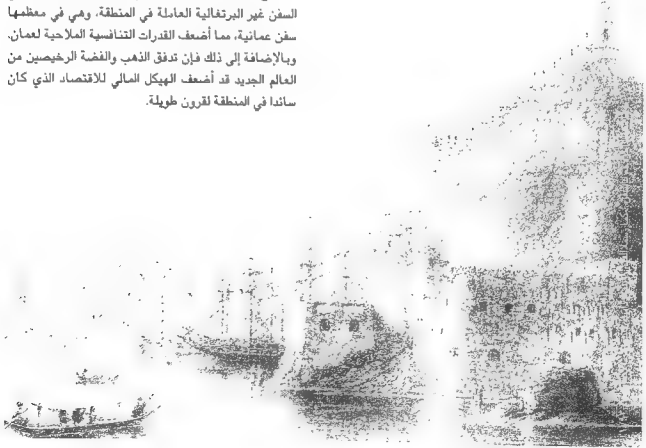 السفن غير البرتغالية العاملة في المنطقة، وهي في معظمها
سفن عمانية، مما أضعف القدرات التنافسية الملاحية لعمان.
وبالإضافة إلى ذلك فإن تدفق الذهب والفضة الرخيصين من
العالم الجديد قد أضعف الهيكل المالي للاقتصاد الذي كان
سائدا في المنطقة لقرون طويلة.